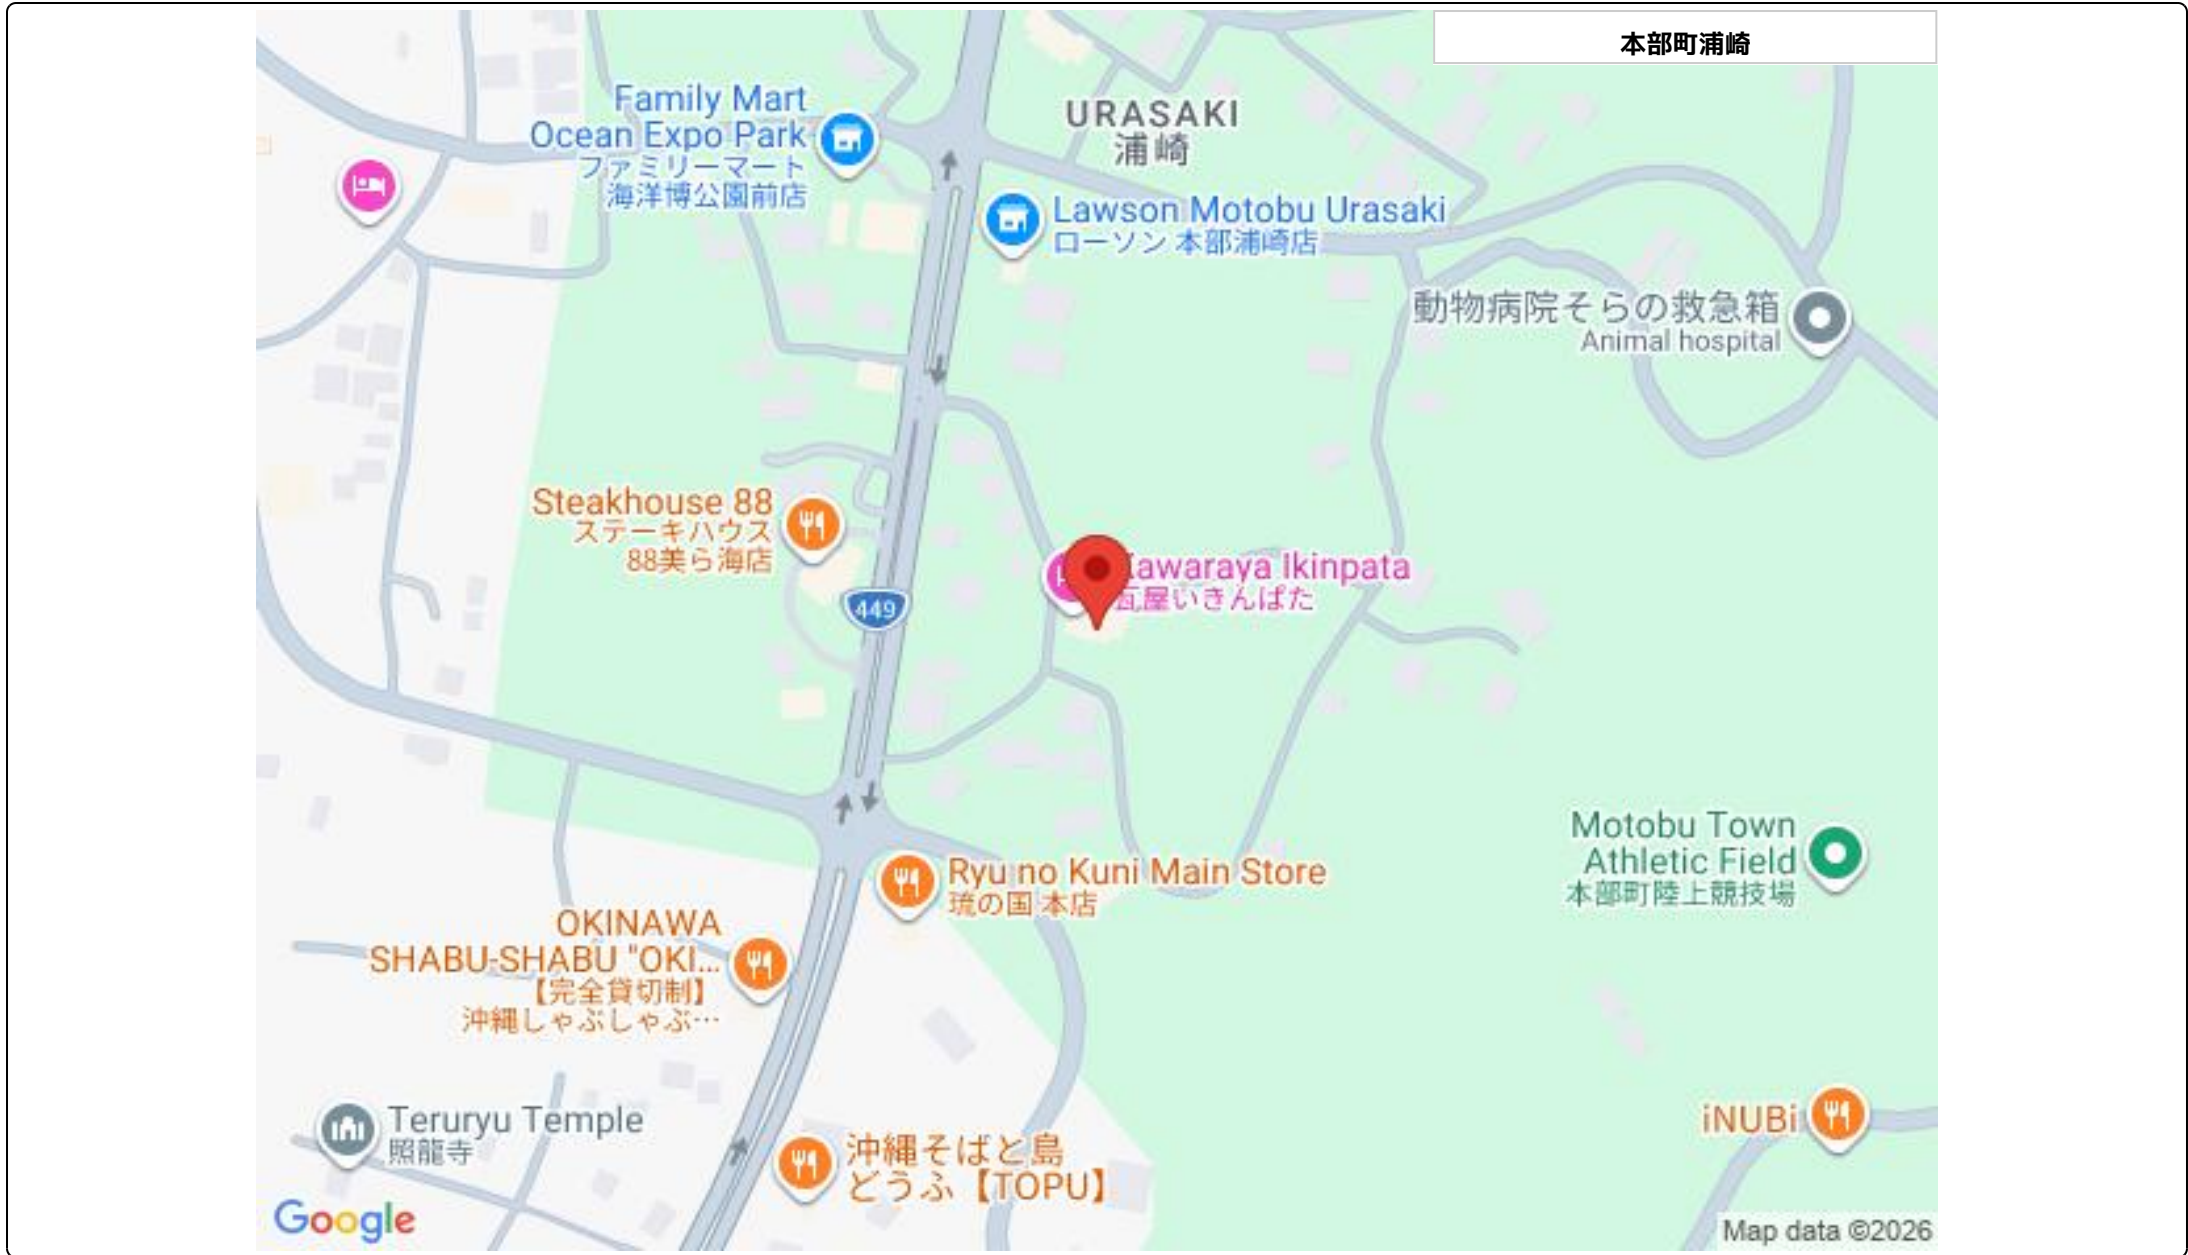 本部町浦崎
Family Mart
Ocean Expo Park
ファミリーマート
海洋博公園前店
URASAKI
浦崎
Lawson Motobu Urasaki
ローソン 本部浦崎店
動物病院そらの救急箱
Animal hospital
Steakhouse 88
ステーキハウス
88美ら海店
449
Kawaraya Ikinpata
瓦屋いきんぱた
Motobu Town
Athletic Field
本部町陸上競技場
Ryu no Kuni Main Store
琉の国 本店
OKINAWA
SHABU-SHABU "OKI...
【完全貸切制】
沖縄しゃぶしゃぶ…
Teruryu Temple
照龍寺
沖縄そばと島
どうふ【TOPU】
iNUBi
Google
Map data ©2026